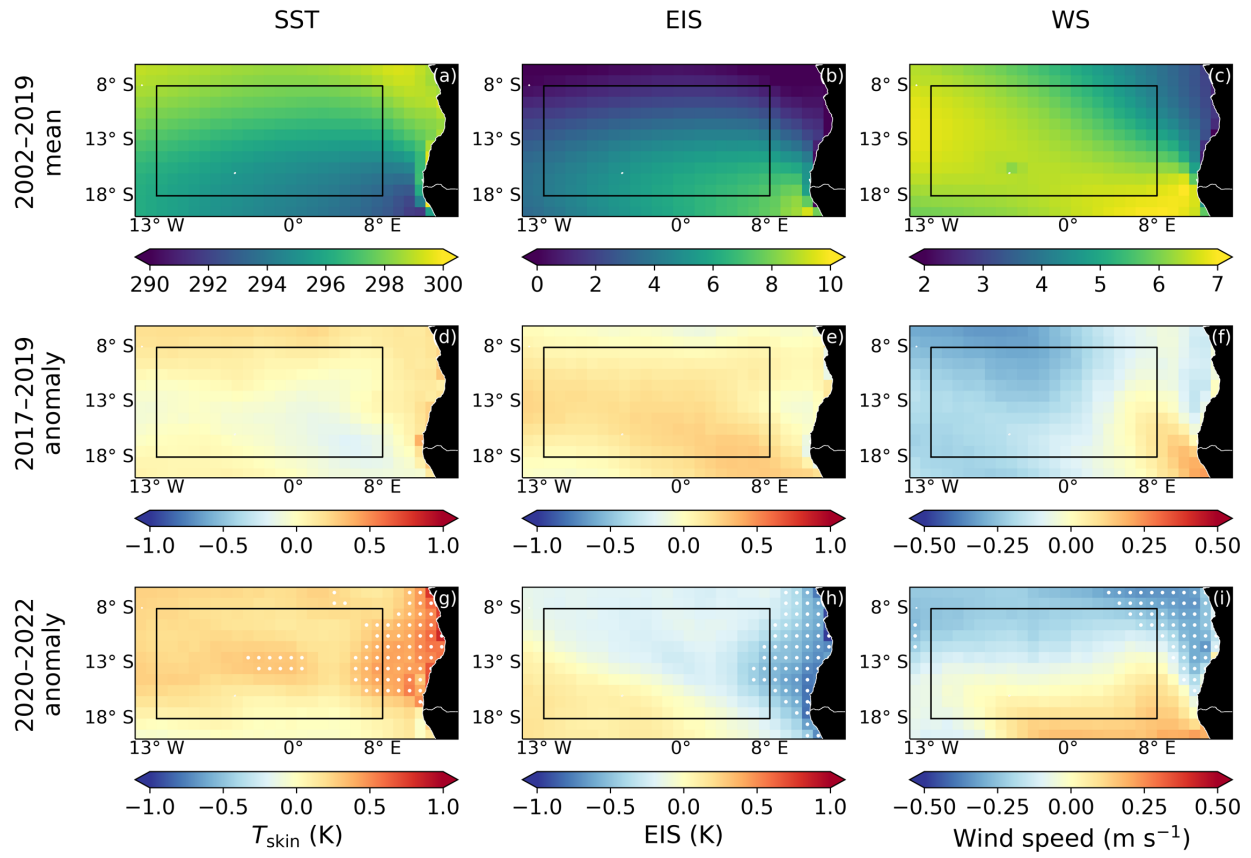 SST EIS WS
2002–2019
mean
(a) (b) (c)
8° S 8° S 8° S
13° S 13° S 13° S
18° S 18° S 18° S
13° W 0° 8° E 13° W 0° 8° E 13° W 0° 8° E
290 292 294 296 298 300 0 2 4 6 8 10 2 3 4 5 6 7
2017–2019
anomaly
(d) (e) (f)
8° S 8° S 8° S
13° S 13° S 13° S
18° S 18° S 18° S
13° W 0° 8° E 13° W 0° 8° E 13° W 0° 8° E
−1.0 −0.5 0.0 0.5 1.0 −1.0 −0.5 0.0 0.5 1.0 −0.50 −0.25 0.00 0.25 0.50
2020–2022
anomaly
(g) (h) (i)
8° S 8° S 8° S
13° S 13° S 13° S
18° S 18° S 18° S
13° W 0° 8° E 13° W 0° 8° E 13° W 0° 8° E
−1.0 −0.5 0.0 0.5 1.0 −1.0 −0.5 0.0 0.5 1.0 −0.50 −0.25 0.00 0.25 0.50
T_skin (K) EIS (K) Wind speed (m s⁻¹)